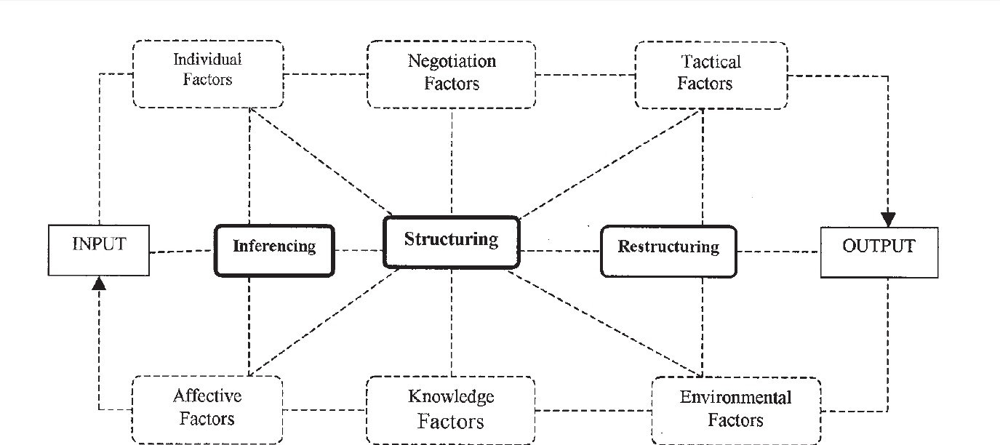 Individual
Factors
Negotiation
Factors
Tactical
Factors
INPUT
Inferencing
Structuring
Restructuring
OUTPUT
Affective
Factors
Knowledge
Factors
Environmental
Factors